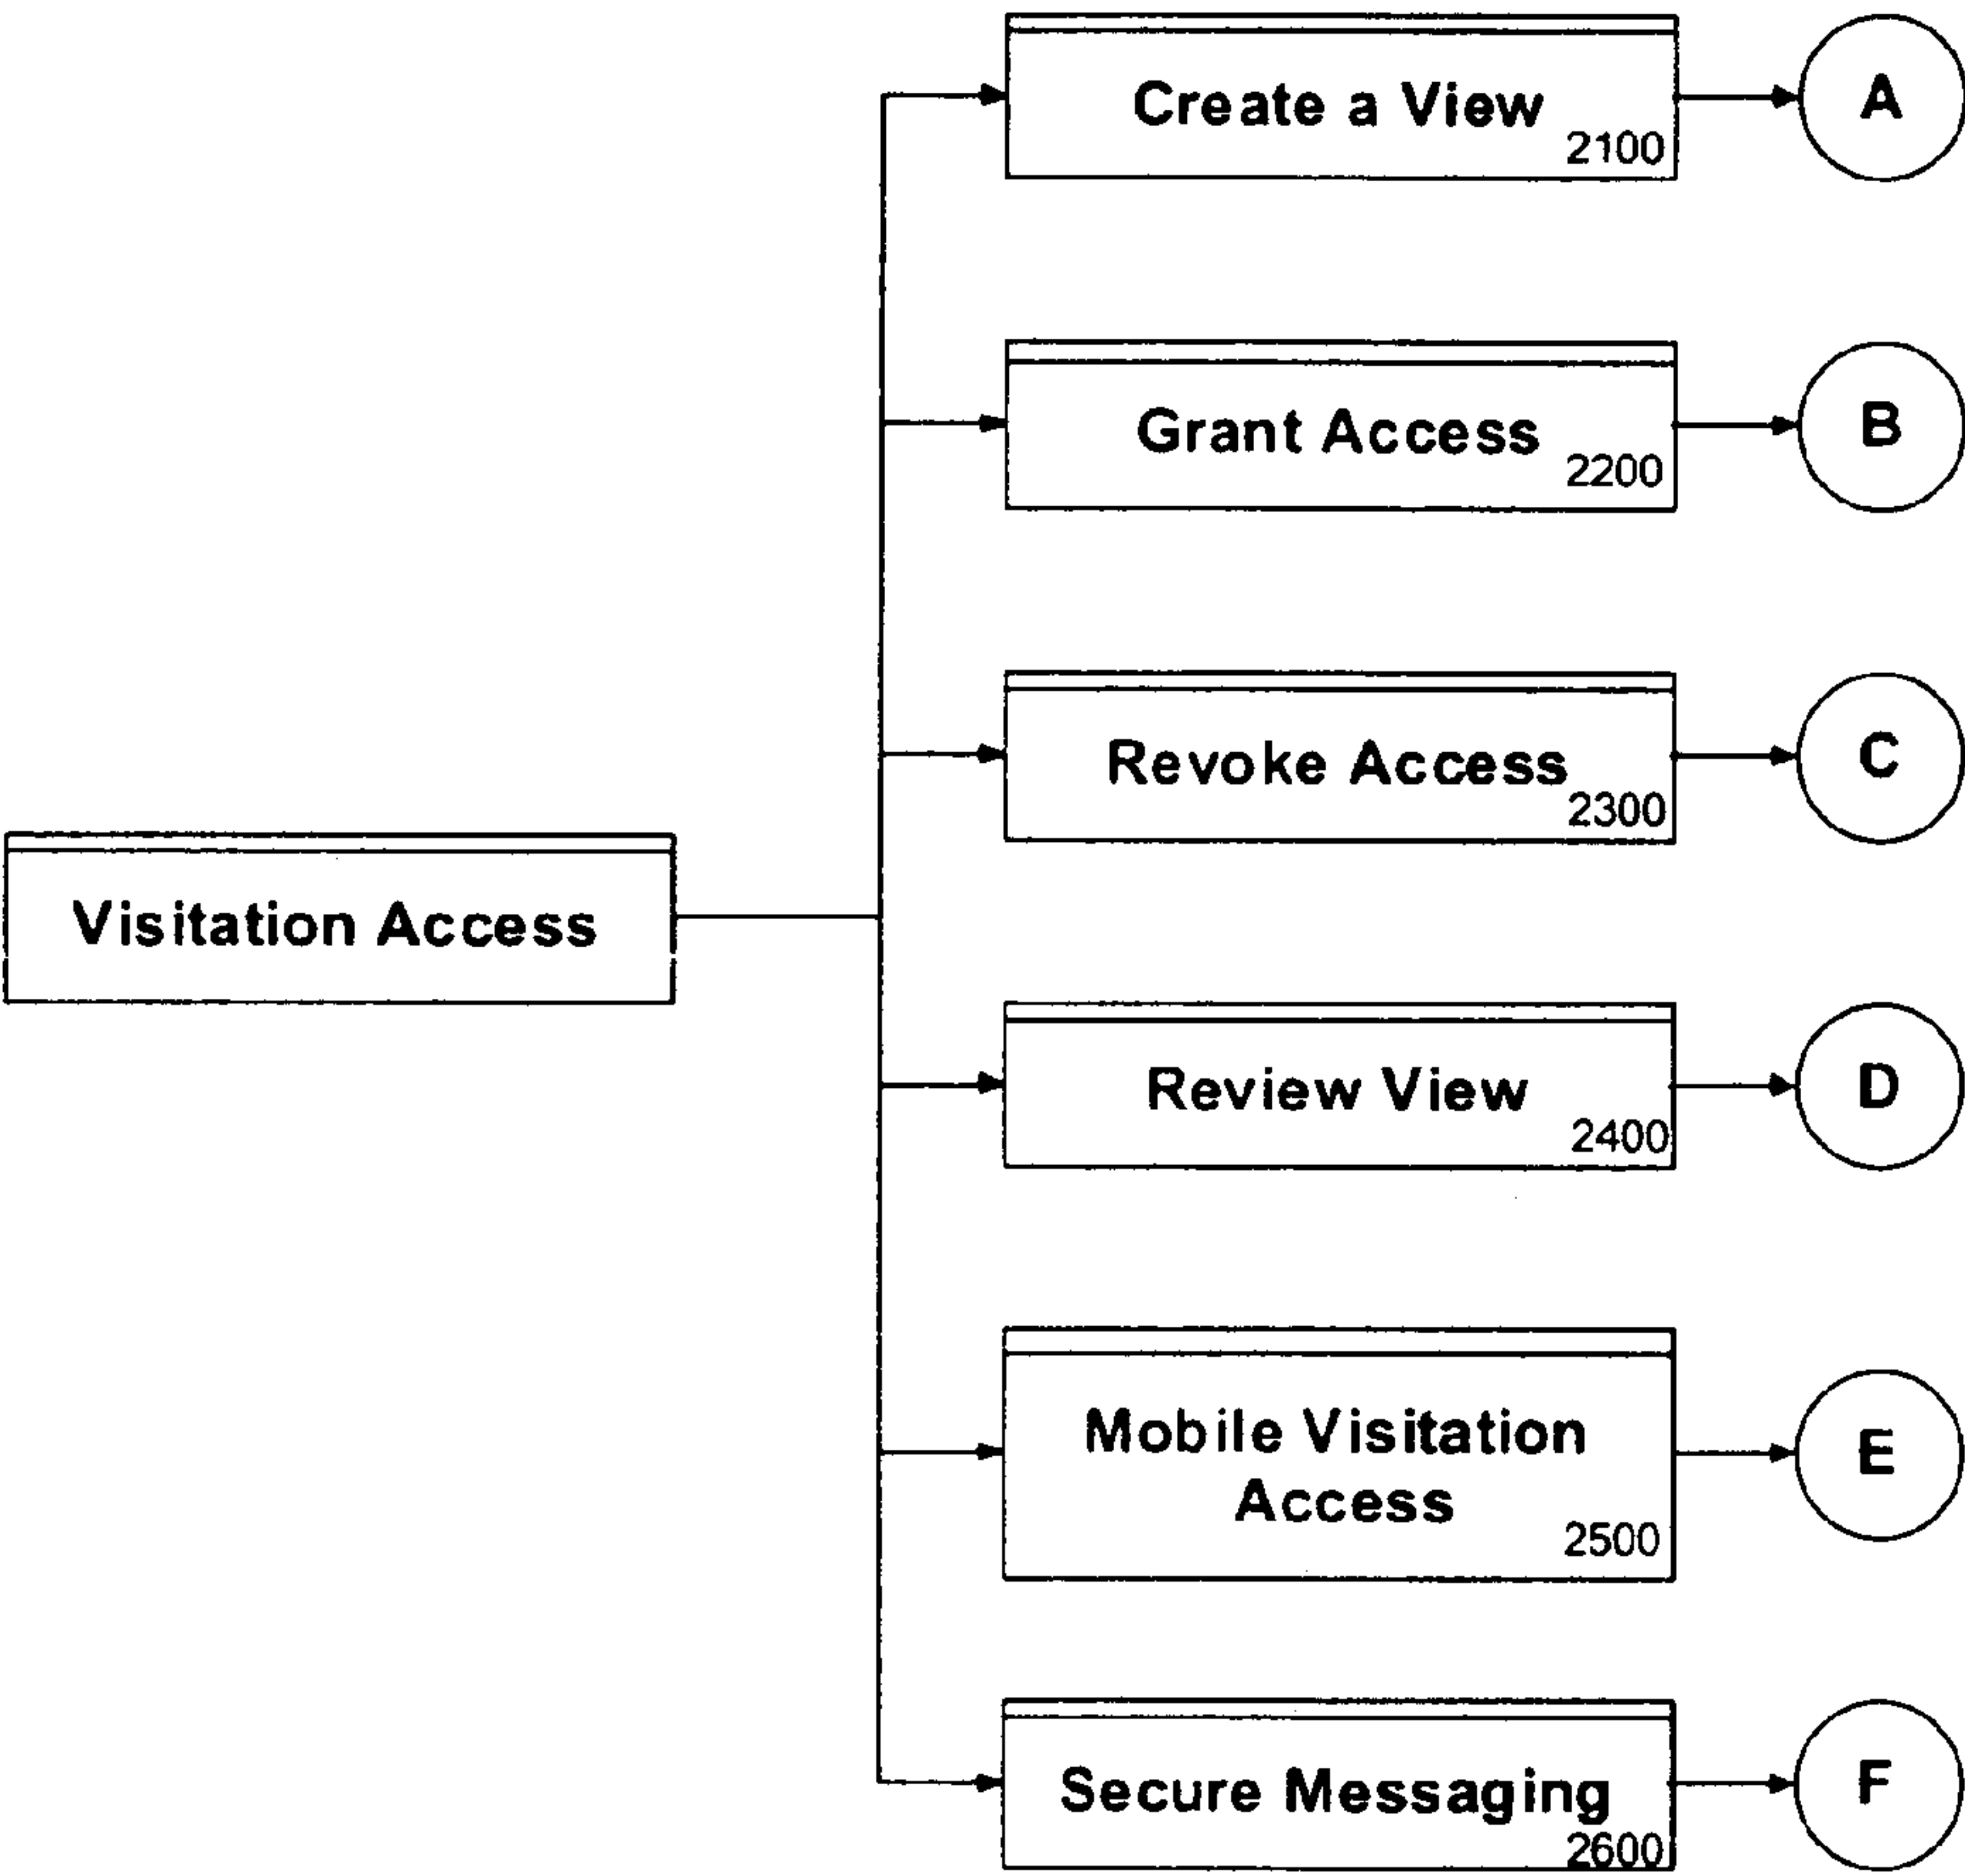 Create a View
2100
A
Grant Access
2200
B
Revoke Access
2300
C
Visitation Access
Review View
2400
D
Mobile Visitation
Access
2500
E
Secure Messaging
2600
F